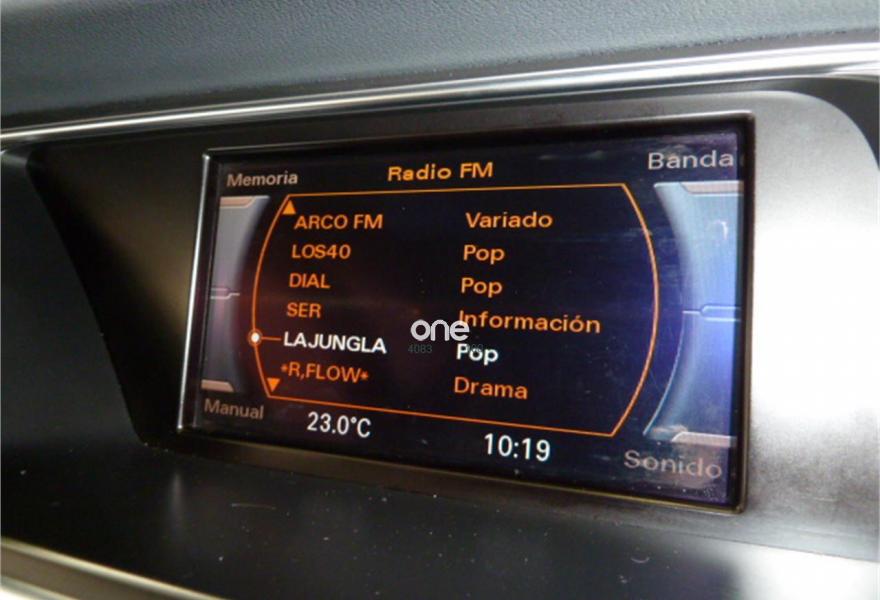 Memoria Radio FM Banda
ARCO FM Variado
LOS40 Pop
DIAL Pop
SER Información
LAJUNGLA Pop
*R,FLOW* Drama
Manual 23.0°C 10:19 Sonido
one
4083